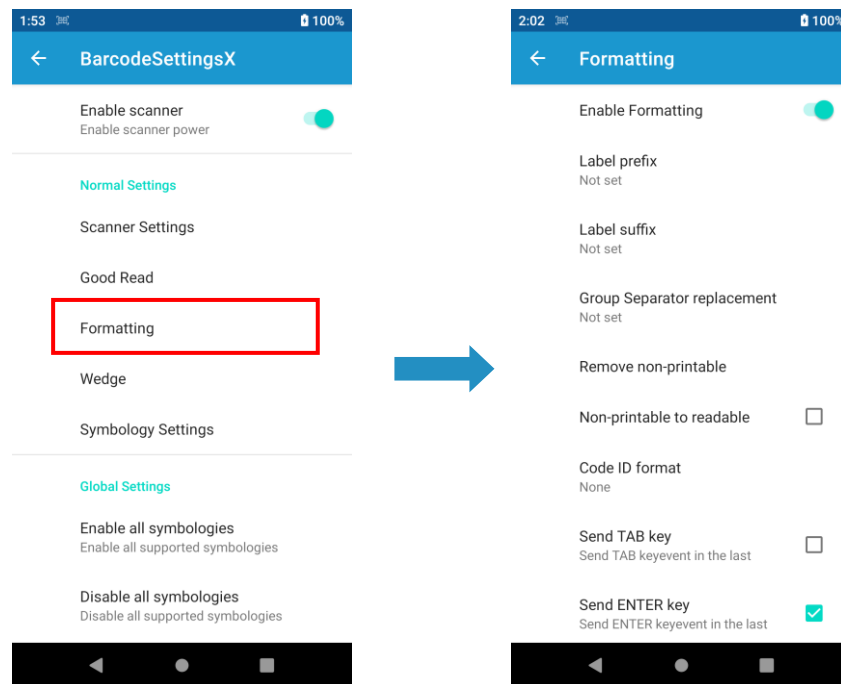 1:53
100%
BarcodeSettingsX
Enable scanner
Enable scanner power
Normal Settings
Scanner Settings
Good Read
Formatting
Wedge
Symbology Settings
Global Settings
Enable all symbologies
Enable all supported symbologies
Disable all symbologies
Disable all supported symbologies
2:02
100%
Formatting
Enable Formatting
Label prefix
Not set
Label suffix
Not set
Group Separator replacement
Not set
Remove non-printable
Non-printable to readable
Code ID format
None
Send TAB key
Send TAB keyevent in the last
Send ENTER key
Send ENTER keyevent in the last